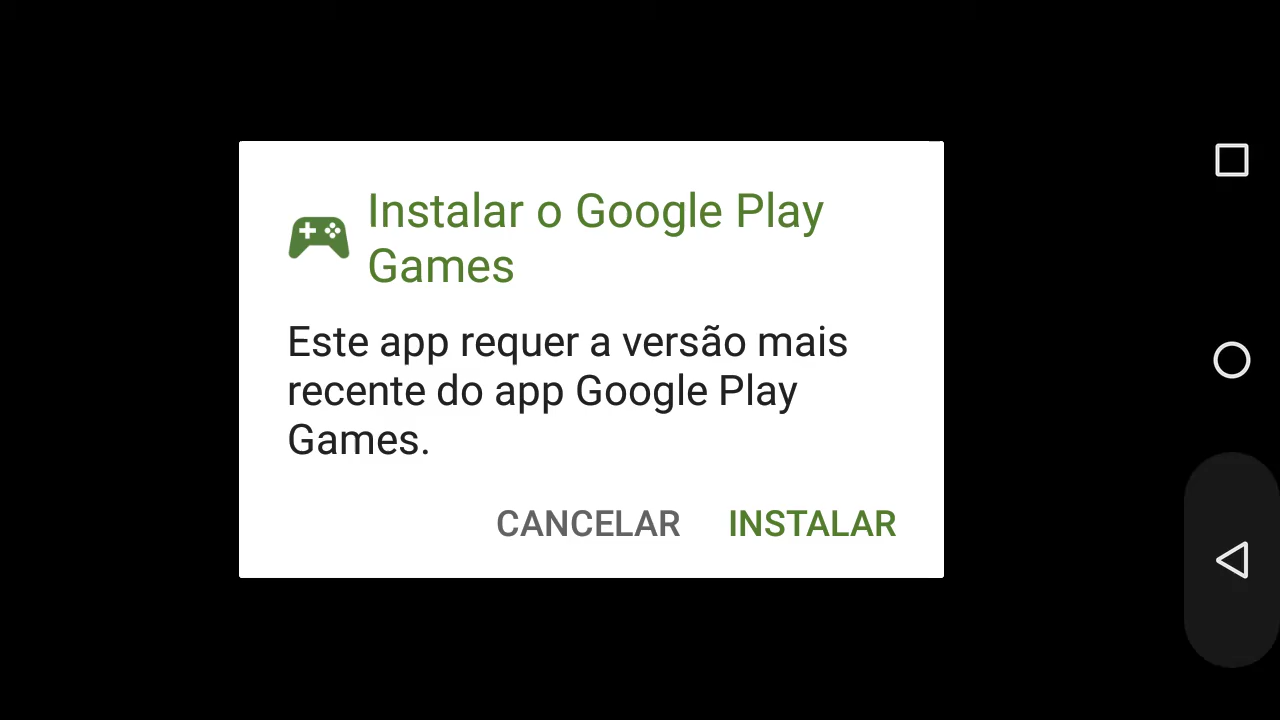 Instalar o Google Play
Games
Este app requer a versão mais
recente do app Google Play
Games.
CANCELAR INSTALAR